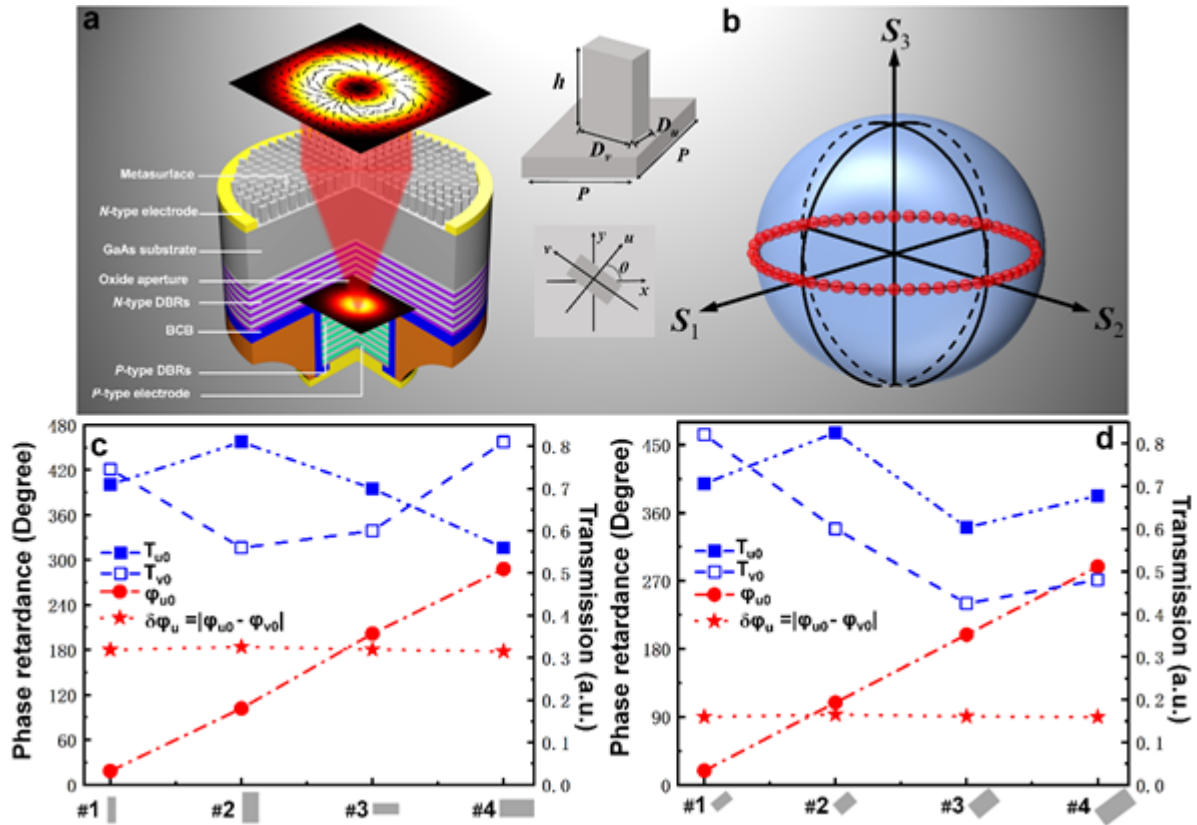 a
Metasurface
N-type electrode
GaAs substrate
Oxide aperture
N-type DBRs
BCB
P-type DBRs
P-type electrode
h
D_v
D_u
P
P
v
y
u
θ
x
b
S_3
S_1
S_2
c
Phase retardance (Degree)
480
420
360
300
240
180
120
60
0
T_u0
T_v0
φ_u0
δφ_u =|φ_u0 - φ_v0|
#1
#2
#3
#4
0.8
0.7
0.6
0.5
0.4
0.3
0.2
0.1
0.0
Transmission (a.u.)
d
Phase retardance (Degree)
450
360
270
180
90
0
T_u0
T_v0
φ_u0
δφ_u =|φ_u0 - φ_v0|
#1
#2
#3
#4
0.8
0.7
0.6
0.5
0.4
0.3
0.2
0.1
0.0
Transmission (a.u.)